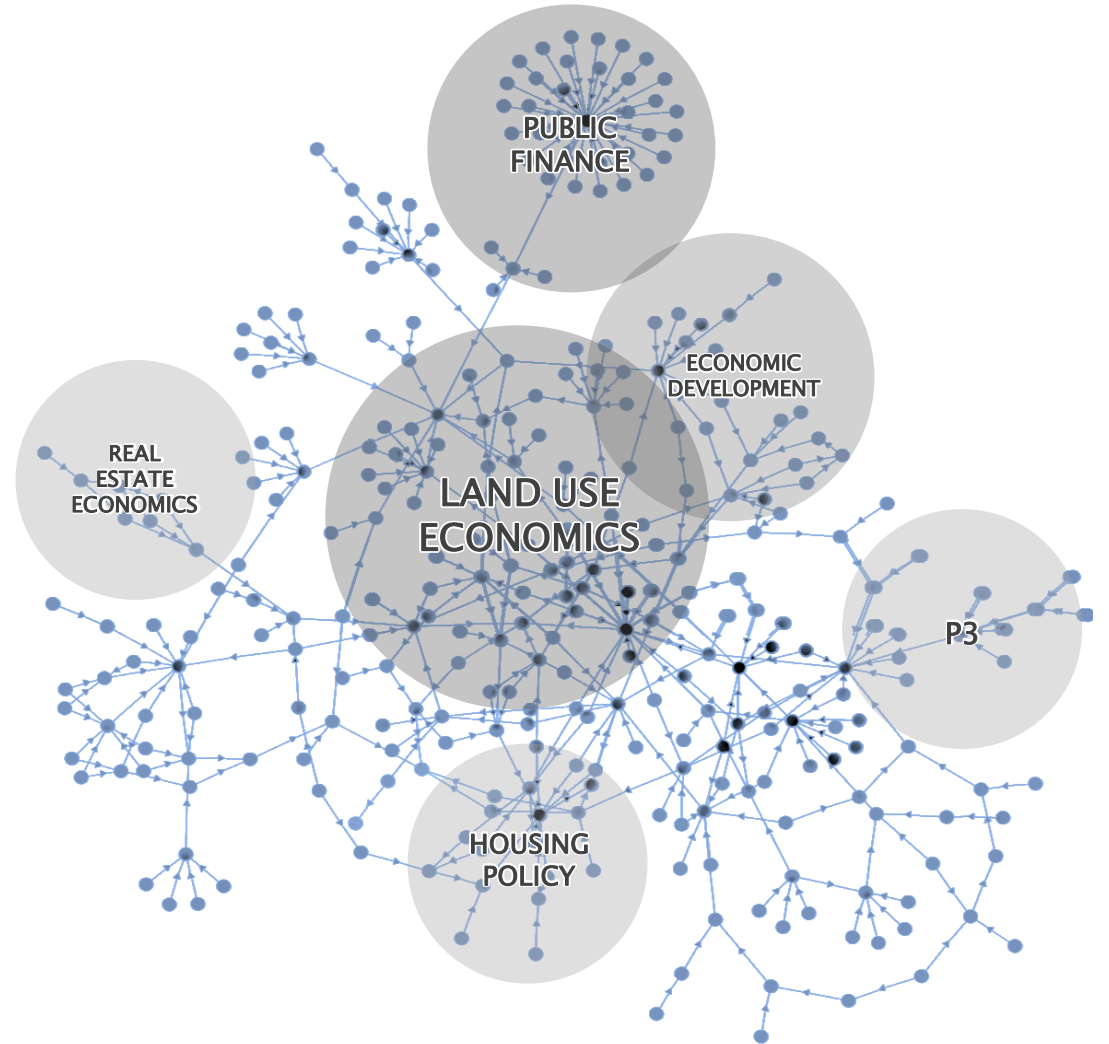 PUBLIC
FINANCE
ECONOMIC
DEVELOPMENT
REAL
ESTATE
ECONOMICS
LAND USE
ECONOMICS
P3
HOUSING
POLICY